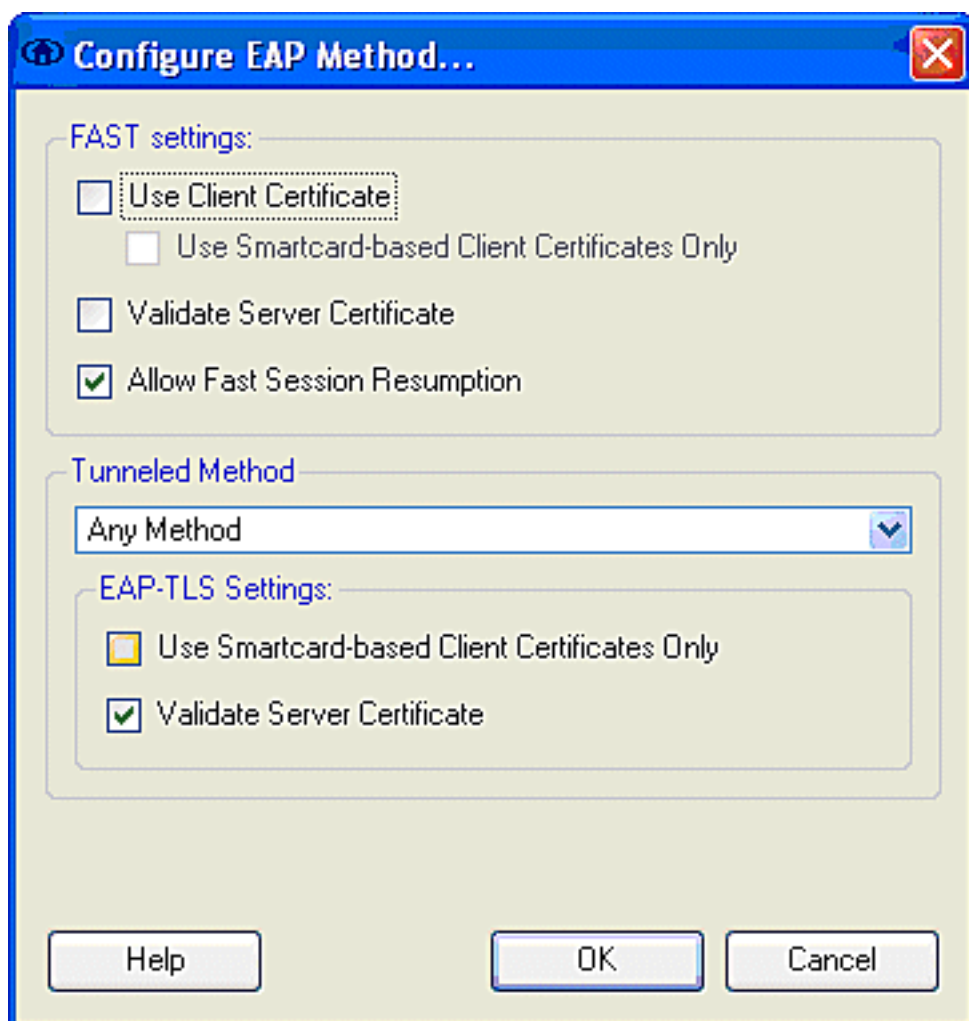 Configure EAP Method...
FAST settings:
Use Client Certificate
Use Smartcard-based Client Certificates Only
Validate Server Certificate
Allow Fast Session Resumption
Tunneled Method
Any Method
EAP-TLS Settings:
Use Smartcard-based Client Certificates Only
Validate Server Certificate
Help OK Cancel